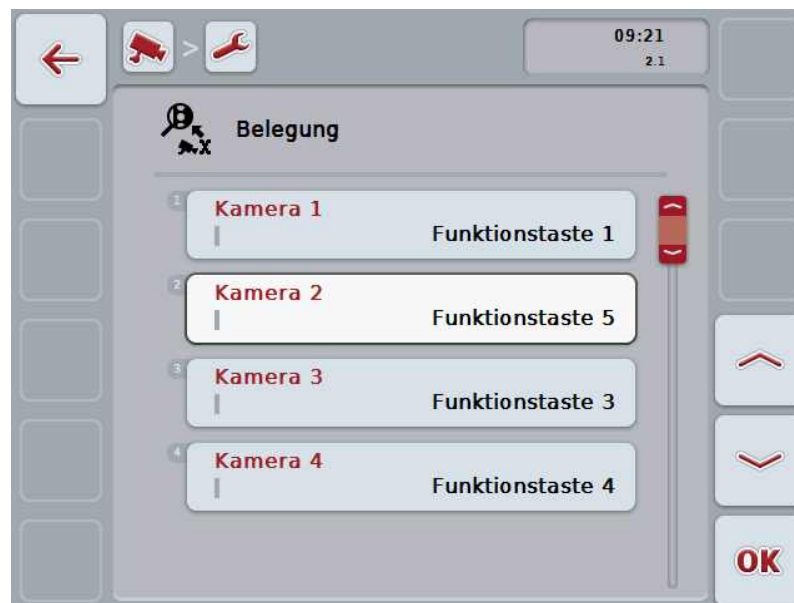 >
09:21
2.1
Belegung
1
Kamera 1
Funktionstaste 1
2
Kamera 2
Funktionstaste 5
3
Kamera 3
Funktionstaste 3
4
Kamera 4
Funktionstaste 4
OK